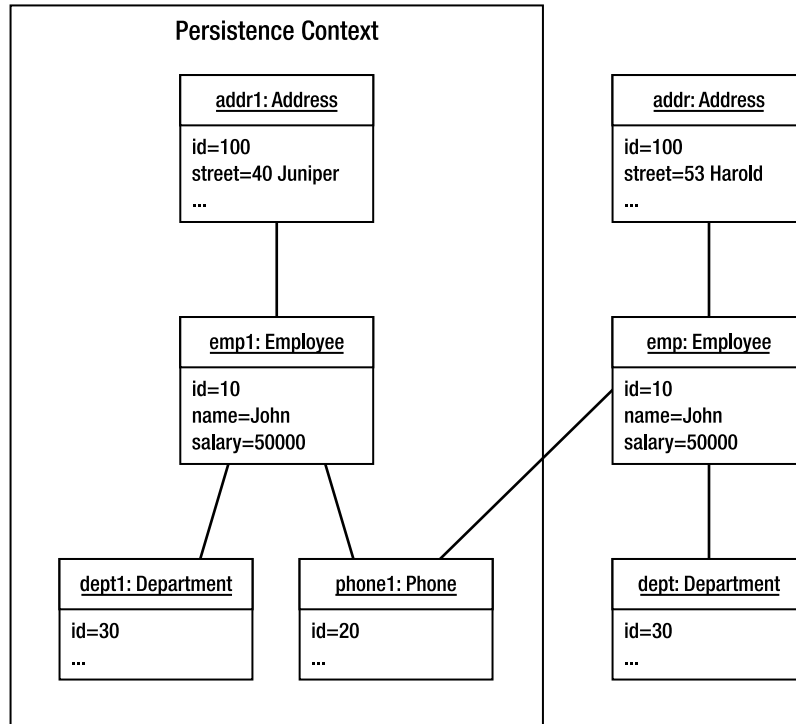 Persistence Context
addr1: Address
id=100
street=40 Juniper
...
addr: Address
id=100
street=53 Harold
...
emp1: Employee
id=10
name=John
salary=50000
emp: Employee
id=10
name=John
salary=50000
dept1: Department
id=30
...
phone1: Phone
id=20
...
dept: Department
id=30
...